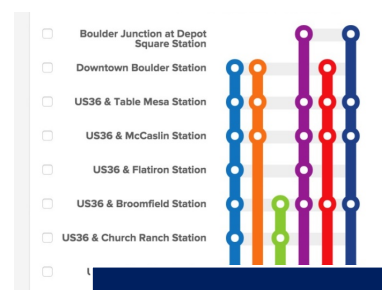 Boulder Junction at Depot
Square Station
Downtown Boulder Station
US36 & Table Mesa Station
US36 & McCaslin Station
US36 & Flatiron Station
US36 & Broomfield Station
US36 & Church Ranch Station